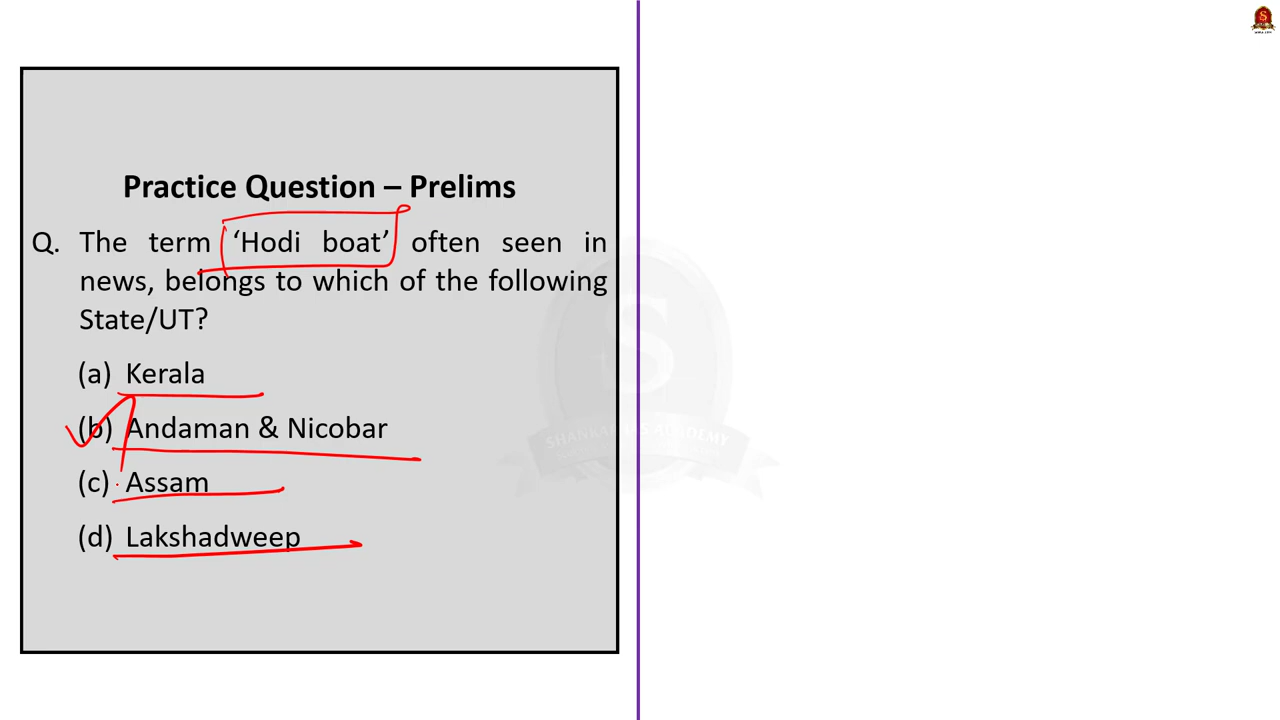 Practice Question – Prelims
Q. The term ‘Hodi boat’ often seen in
news, belongs to which of the following
State/UT?
(a) Kerala
(b) Andaman & Nicobar
(c) Assam
(d) Lakshadweep